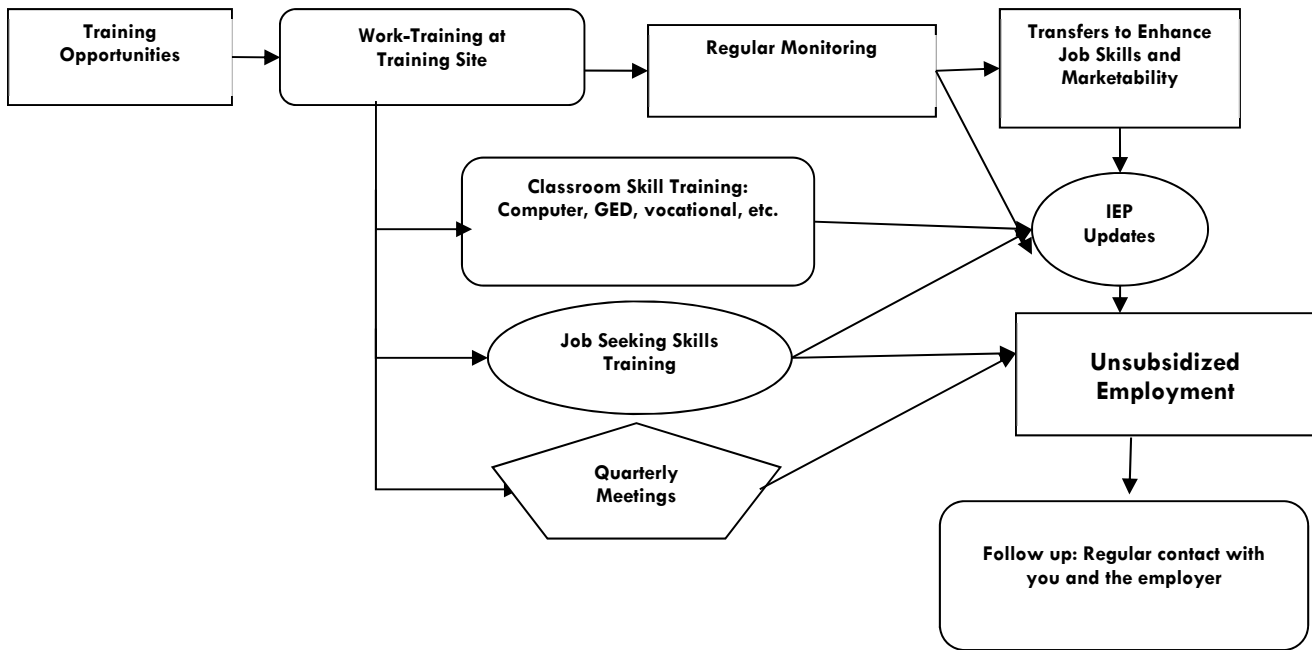 Training
Opportunities
Work-Training at
Training Site
Regular Monitoring
Transfers to Enhance
Job Skills and
Marketability
Classroom Skill Training:
Computer, GED, vocational, etc.
IEP
Updates
Job Seeking Skills
Training
Unsubsidized
Employment
Quarterly
Meetings
Follow up: Regular contact with
you and the employer